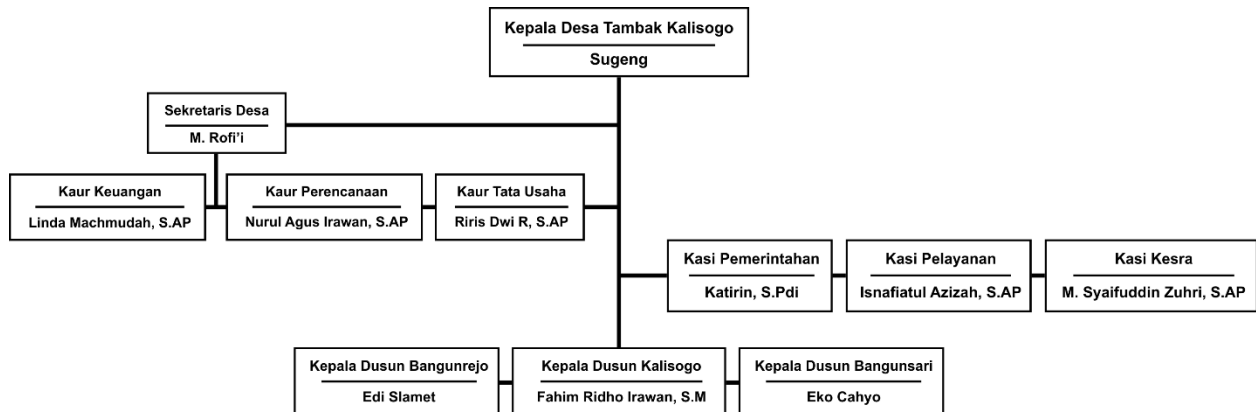 Kepala Desa Tambak Kalisogo
Sugeng
Sekretaris Desa
M. Rofi'i
Kaur Keuangan
Linda Machmudah, S.AP
Kaur Perencanaan
Nurul Agus Irawan, S.AP
Kaur Tata Usaha
Riris Dwi R, S.AP
Kasi Pemerintahan
Katirin, S.Pdi
Kasi Pelayanan
Isnafiatul Azizah, S.AP
Kasi Kesra
M. Syaifuddin Zuhri, S.AP
Kepala Dusun Bangunrejo
Edi Slamet
Kepala Dusun Kalisogo
Fahim Ridho Irawan, S.M
Kepala Dusun Bangunsari
Eko Cahyo